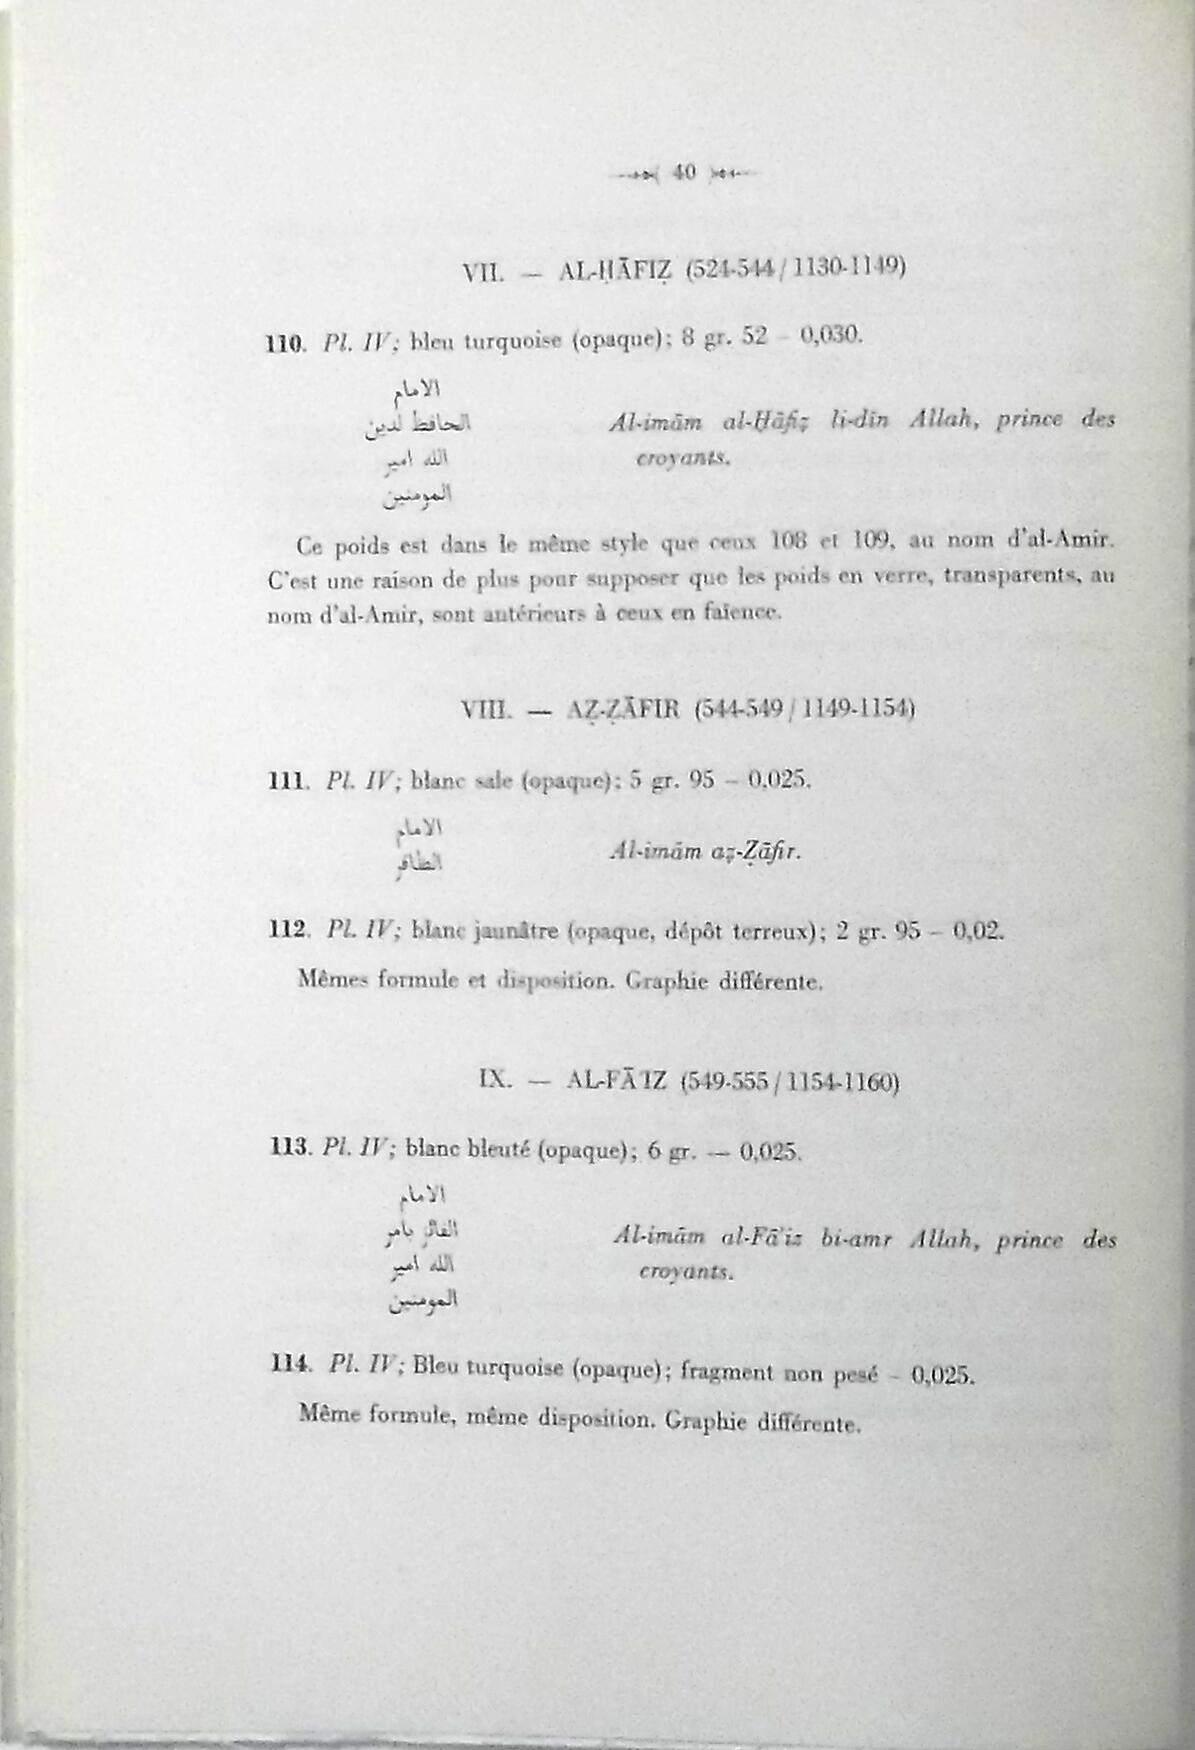 40
VII. — AL-ḤĀFIẒ (524-544 / 1130-1149)
110. Pl. IV; bleu turquoise (opaque); 8 gr. 52 – 0,030.
الامام
الحافظ لدين
الله امير
المومنين
Al-imām al-Ḥāfiẓ li-dīn Allah, prince des
croyants.
Ce poids est dans le même style que ceux 108 et 109, au nom d'al-Amir.
C'est une raison de plus pour supposer que les poids en verre, transparents, au
nom d'al-Amir, sont antérieurs à ceux en faïence.
VIII. — AẒ-ẒĀFIR (544-549 / 1149-1154)
111. Pl. IV; blanc sale (opaque); 5 gr. 95 – 0,025.
الامام
الظافر
Al-imām aẓ-Ẓāfir.
112. Pl. IV; blanc jaunâtre (opaque, dépôt terreux); 2 gr. 95 – 0,02.
Mêmes formule et disposition. Graphie différente.
IX. — AL-FĀ'IZ (549-555 / 1154-1160)
113. Pl. IV; blanc bleuté (opaque); 6 gr. — 0,025.
الامام
الفائز بامر
الله امير
المومنين
Al-imām al-Fā'iz bi-amr Allah, prince des
croyants.
114. Pl. IV; Bleu turquoise (opaque); fragment non pesé – 0,025.
Même formule, même disposition. Graphie différente.